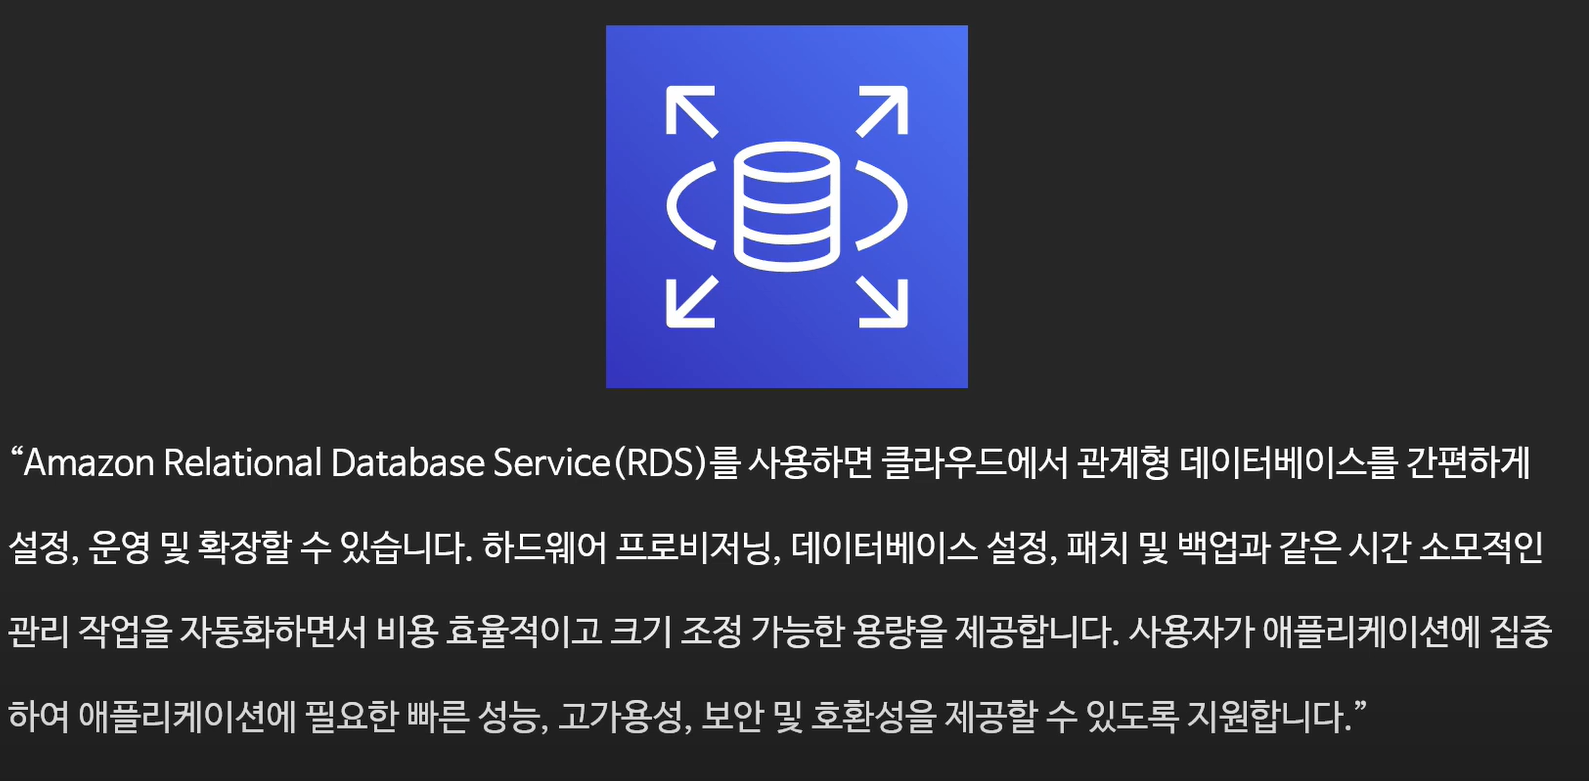 “Amazon Relational Database Service(RDS)를 사용하면 클라우드에서 관계형 데이터베이스를 간편하게
설정, 운영 및 확장할 수 있습니다. 하드웨어 프로비저닝, 데이터베이스 설정, 패치 및 백업과 같은 시간 소모적인
관리 작업을 자동화하면서 비용 효율적이고 크기 조정 가능한 용량을 제공합니다. 사용자가 애플리케이션에 집중
하여 애플리케이션에 필요한 빠른 성능, 고가용성, 보안 및 호환성을 제공할 수 있도록 지원합니다.”